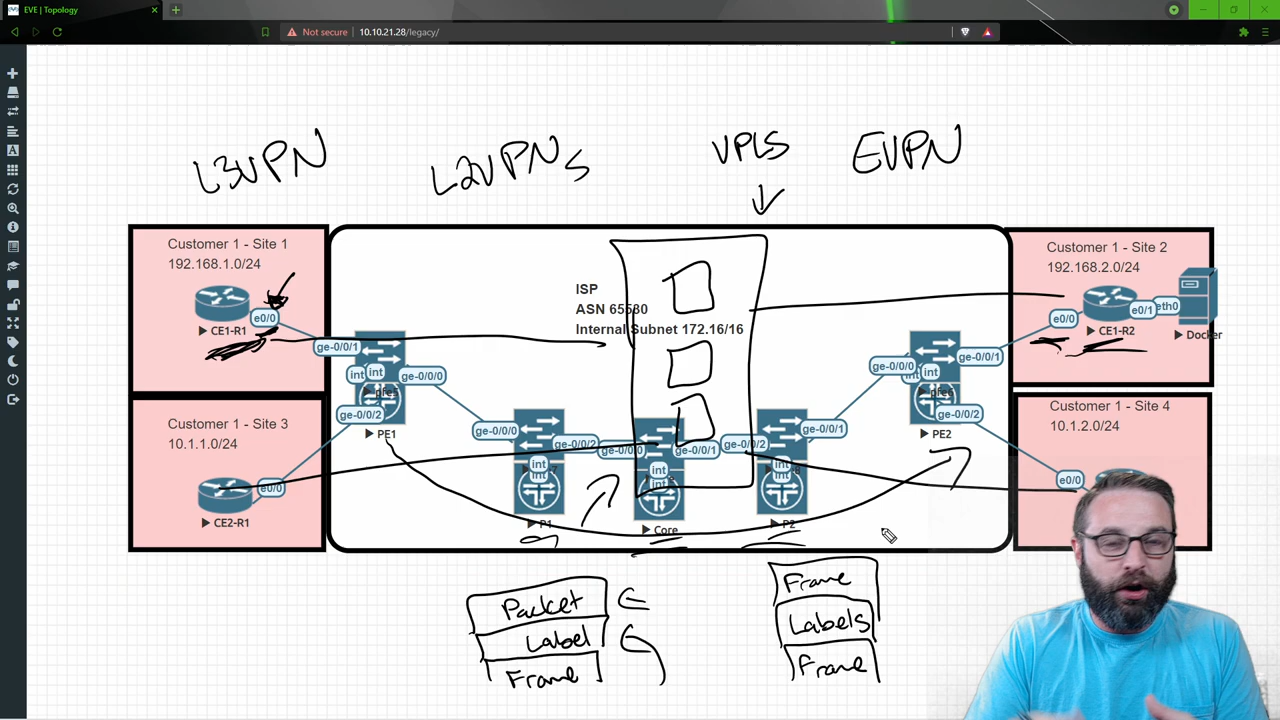 EVE | Topology
Not secure 10.10.21.28/legacy/
L3VPN L2VPNs VPLS EVPN
Customer 1 - Site 1
192.168.1.0/24
e0/0
CE1-R1
Customer 1 - Site 3
10.1.1.0/24
e0/0
CE2-R1
ge-0/0/1
int int
ge-0/0/0
ge-0/0/2
PE1
ISP
ASN 65530
Internal Subnet 172.16/16
ge-0/0/0
ge-0/0/2
int
int
P1
ge-0/0/0
ge-0/0/1
int
Core
ge-0/0/2
ge-0/0/1
int
int
P2
ge-0/0/0
ge-0/0/1
int int
ge-0/0/2
PE2
Customer 1 - Site 2
192.168.2.0/24
e0/0
e0/1
eth0
CE1-R2
Docker
Customer 1 - Site 4
10.1.2.0/24
e0/0
Packet
Label
Frame
Frame
Labels
Frame